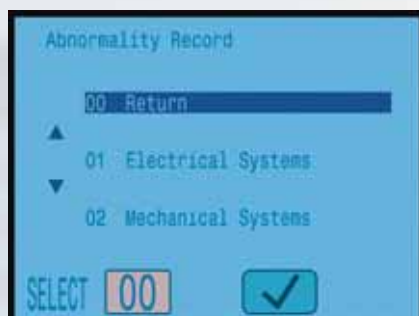 Abnormality Record
00 Return
01 Electrical Systems
02 Mechanical Systems
SELECT 00